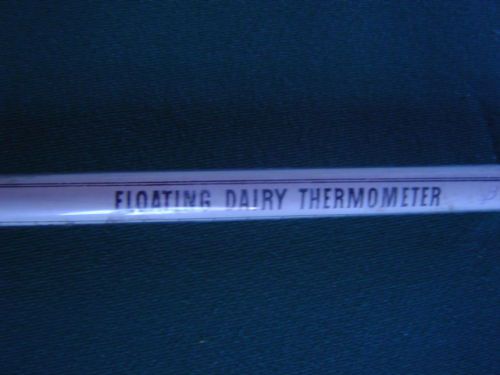 FLOATING DAIRY THERMOMETER